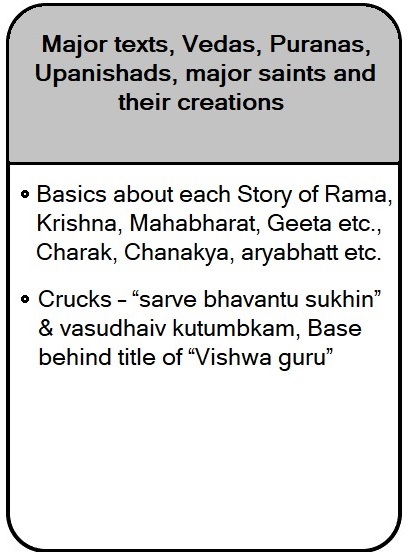 Major texts, Vedas, Puranas,
Upanishads, major saints and
their creations
Basics about each Story of Rama,
Krishna, Mahabharat, Geeta etc.,
Charak, Chanakya, aryabhatt etc.
Crucks – “sarve bhavantu sukhin”
& vasudhaiv kutumbkam, Base
behind title of “Vishwa guru”